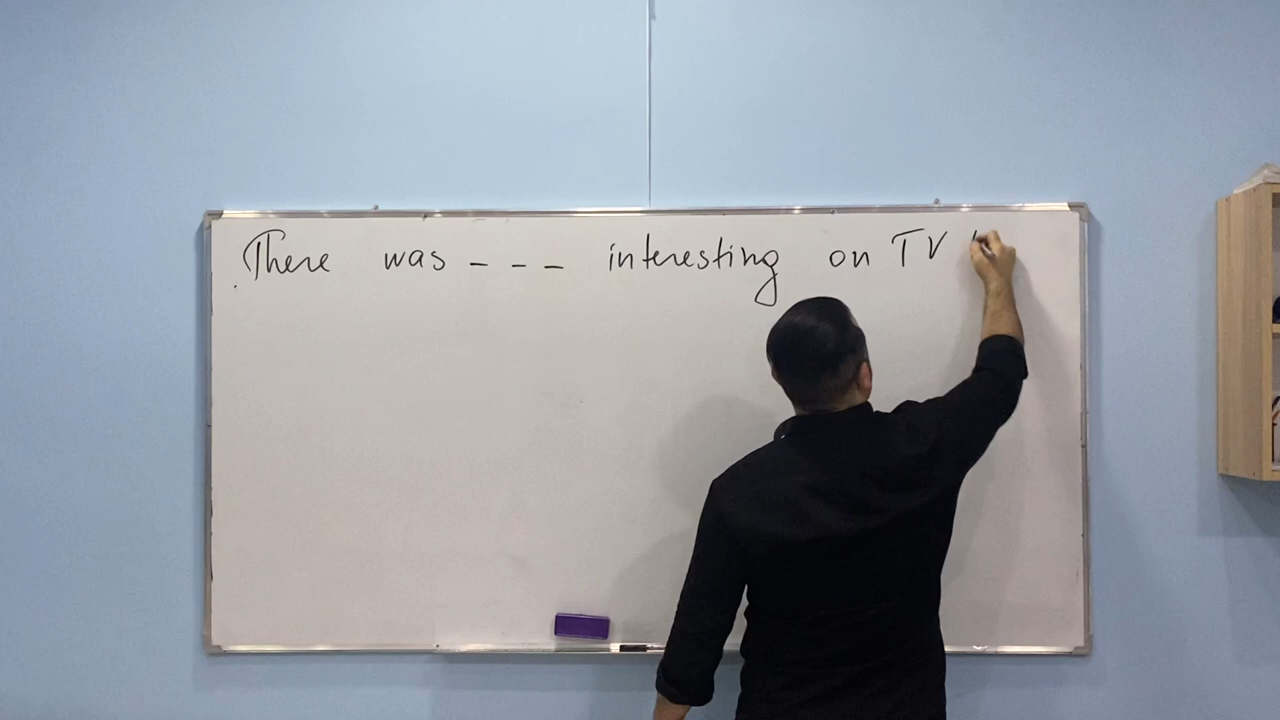 There was _ _ _ interesting on TV